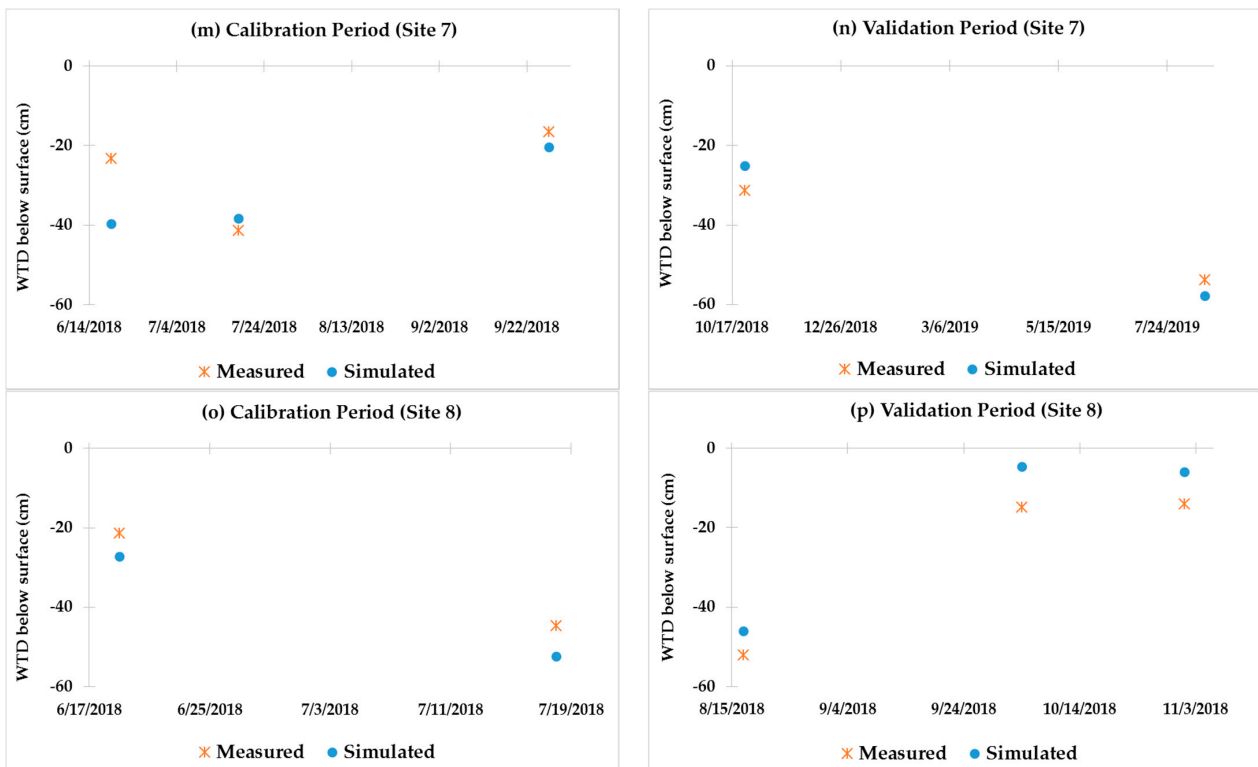 (m) Calibration Period (Site 7)
WTD below surface (cm)
0
-20
-40
-60
6/14/2018 7/4/2018 7/24/2018 8/13/2018 9/2/2018 9/22/2018
Measured Simulated
(n) Validation Period (Site 7)
WTD below surface (cm)
0
-20
-40
-60
10/17/2018 12/26/2018 3/6/2019 5/15/2019 7/24/2019
Measured Simulated
(o) Calibration Period (Site 8)
WTD below surface (cm)
0
-20
-40
-60
6/17/2018 6/25/2018 7/3/2018 7/11/2018 7/19/2018
Measured Simulated
(p) Validation Period (Site 8)
WTD below surface (cm)
0
-20
-40
-60
8/15/2018 9/4/2018 9/24/2018 10/14/2018 11/3/2018
Measured Simulated